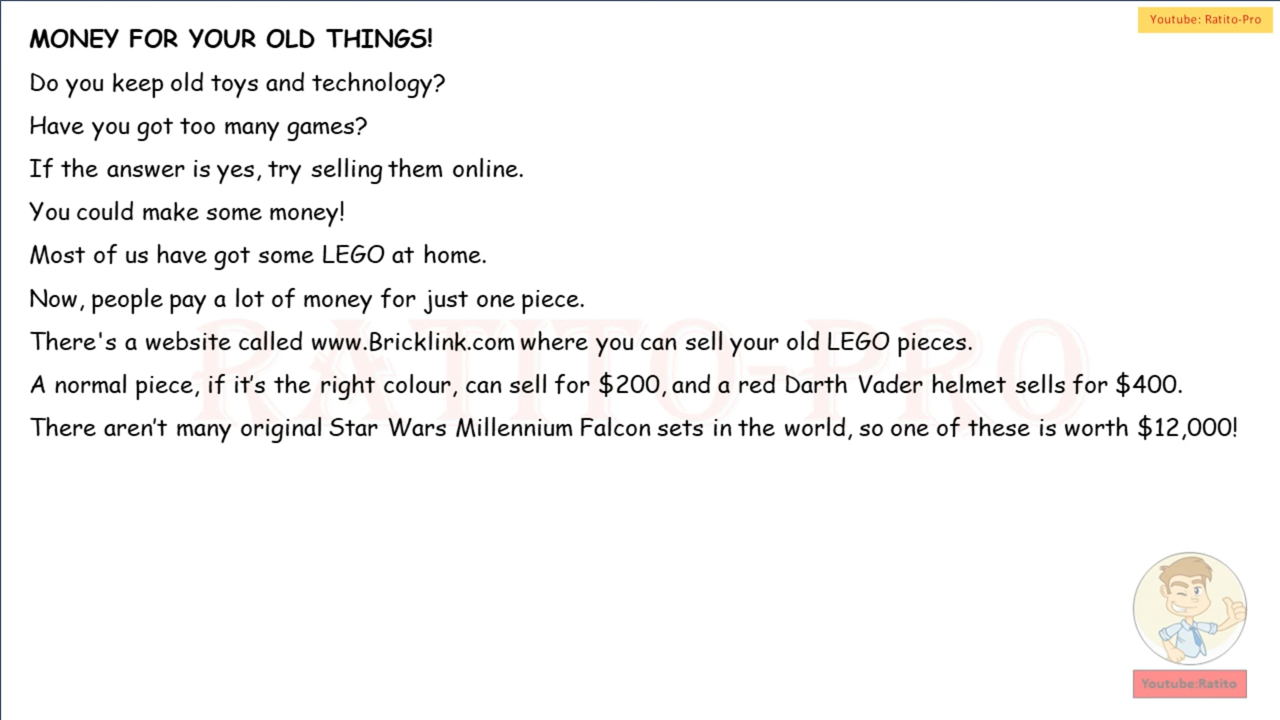 Youtube: Ratito-Pro
MONEY FOR YOUR OLD THINGS!
Do you keep old toys and technology?
Have you got too many games?
If the answer is yes, try selling them online.
You could make some money!
Most of us have got some LEGO at home.
Now, people pay a lot of money for just one piece.
There's a website called www.Bricklink.com where you can sell your old LEGO pieces.
A normal piece, if it’s the right colour, can sell for $200, and a red Darth Vader helmet sells for $400.
There aren’t many original Star Wars Millennium Falcon sets in the world, so one of these is worth $12,000!
RATITO-PRO
Youtube:Ratito